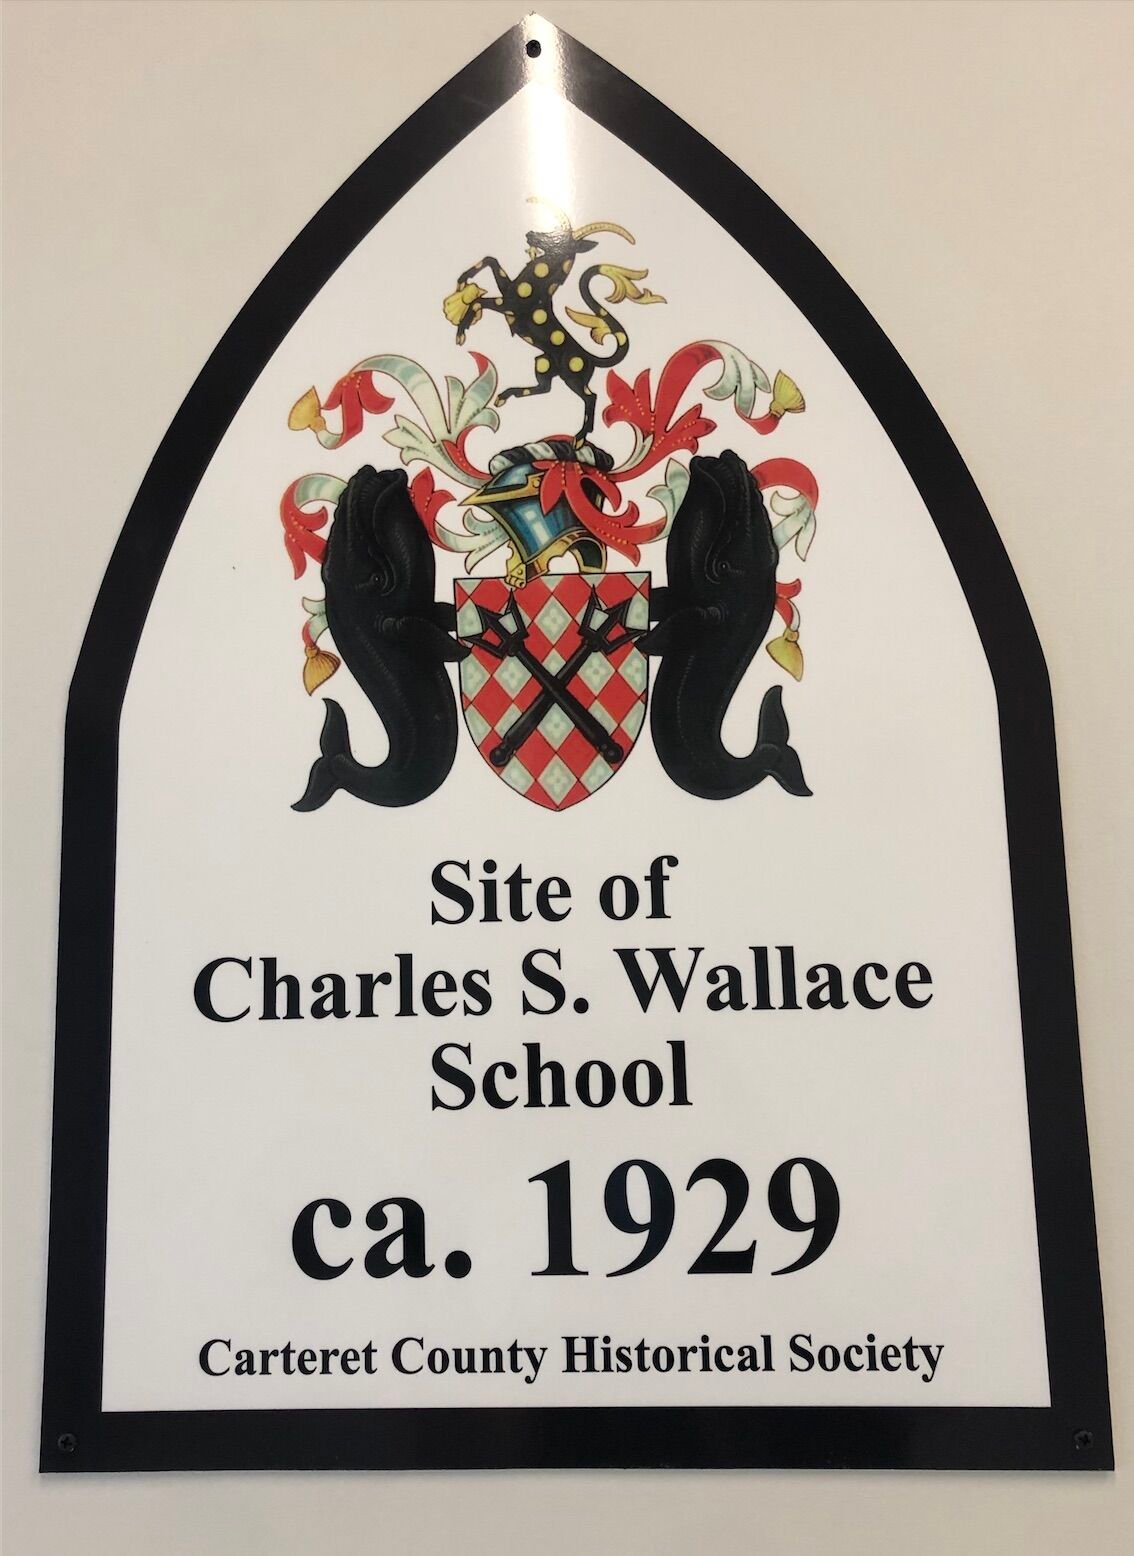 Site of
Charles S. Wallace
School
ca. 1929
Carteret County Historical Society